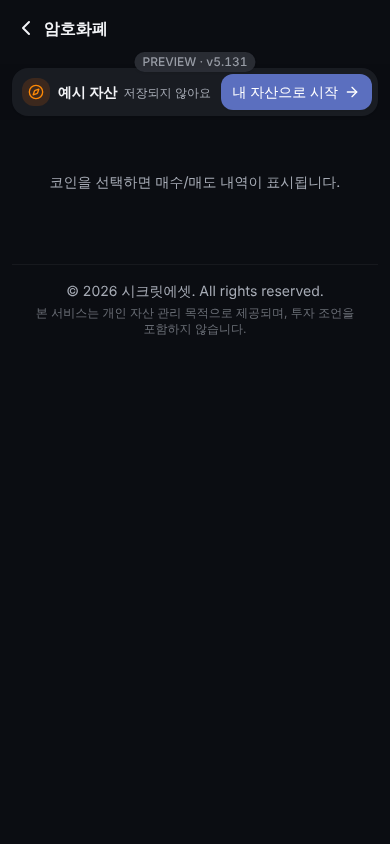 암호화폐
PREVIEW · v5.131
예시 자산 저장되지 않아요 내 자산으로 시작 →
코인을 선택하면 매수/매도 내역이 표시됩니다.
© 2026 시크릿에셋. All rights reserved.
본 서비스는 개인 자산 관리 목적으로 제공되며, 투자 조언을
포함하지 않습니다.